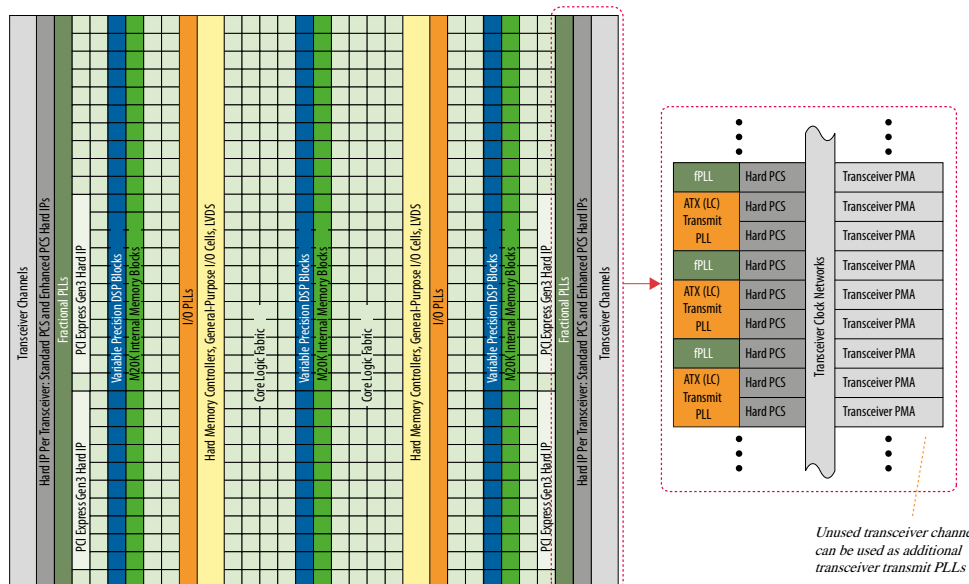 Transceiver Channels
Hard IP Per Transceiver: Standard PCS and Enhanced PCS Hard IPs
Fractional PLLs
PCI Express Gen3 Hard IP
PCI Express Gen3 Hard IP
Variable Precision DSP Blocks
M20K Internal Memory Blocks
I/O PLLs
Hard Memory Controllers, General-Purpose I/O Cells, LVDS
Core Logic Fabric
Variable Precision DSP Blocks
M20K Internal Memory Blocks
Core Logic Fabric
Hard Memory Controllers, General-Purpose I/O Cells, LVDS
I/O PLLs
Variable Precision DSP Blocks
M20K Internal Memory Blocks
PCI Express Gen3 Hard IP
PCI Express Gen3 Hard IP
Fractional PLLs
Hard IP Per Transceiver: Standard PCS and Enhanced PCS Hard IPs
Transceiver Channels
fPLL
ATX (LC)
Transmit
PLL
fPLL
ATX (LC)
Transmit
PLL
fPLL
ATX (LC)
Transmit
PLL
Hard PCS
Hard PCS
Hard PCS
Hard PCS
Hard PCS
Hard PCS
Hard PCS
Hard PCS
Hard PCS
Transceiver Clock Networks
Transceiver PMA
Transceiver PMA
Transceiver PMA
Transceiver PMA
Transceiver PMA
Transceiver PMA
Transceiver PMA
Transceiver PMA
Transceiver PMA
Unused transceiver
can be used as additional
transceiver transmit PLLs